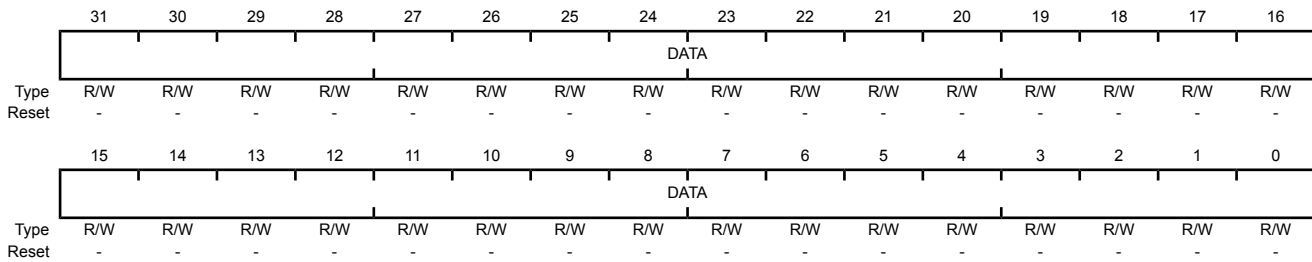 31 30 29 28 27 26 25 24 23 22 21 20 19 18 17 16
DATA
Type R/W R/W R/W R/W R/W R/W R/W R/W R/W R/W R/W R/W R/W R/W R/W R/W
Reset - - - - - - - - - - - - - - - -
15 14 13 12 11 10 9 8 7 6 5 4 3 2 1 0
DATA
Type R/W R/W R/W R/W R/W R/W R/W R/W R/W R/W R/W R/W R/W R/W R/W R/W
Reset - - - - - - - - - - - - - - - -